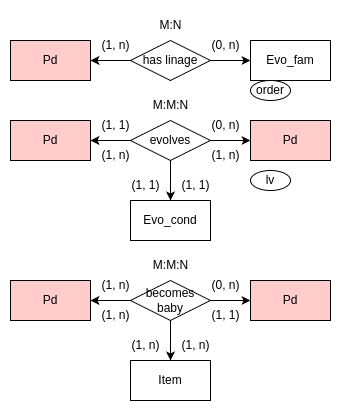 M:N
Pd (1, n) has linage (0, n) Evo_fam
order
M:M:N
(1, 1) (0, n)
Pd evolves Pd
(1, n) (1, n)
(1, 1) (1, 1) lv
Evo_cond
M:M:N
(1, n) (0, n)
Pd becomes Pd
baby
(1, n) (1, 1)
(1, n) (1, n)
Item